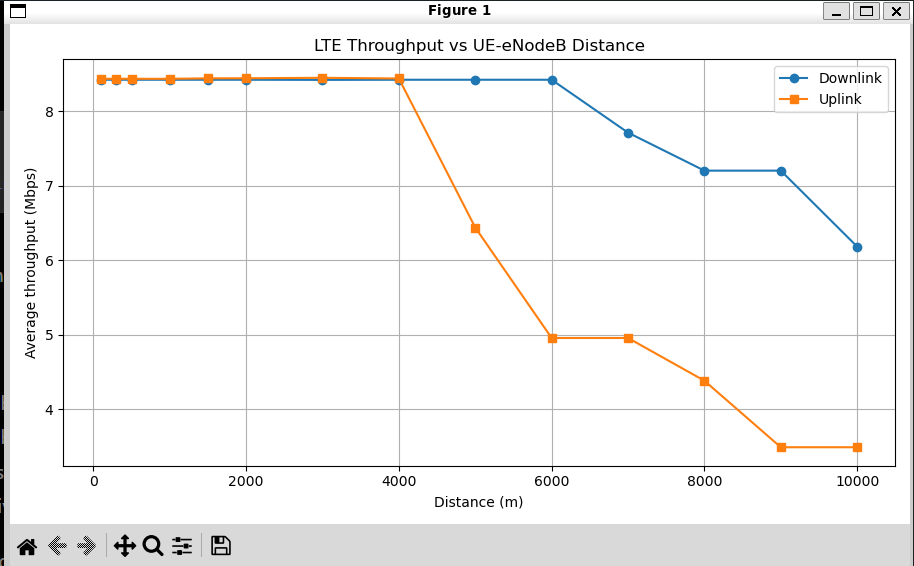 Figure 1
LTE Throughput vs UE-eNodeB Distance
Downlink
Uplink
Average throughput (Mbps)
8
7
6
5
4
0 2000 4000 6000 8000 10000
Distance (m)